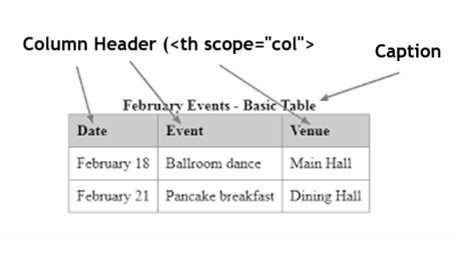 Column Header (<th scope="col">
Caption
February Events - Basic Table
Date Event Venue
February 18 Ballroom dance Main Hall
February 21 Pancake breakfast Dining Hall